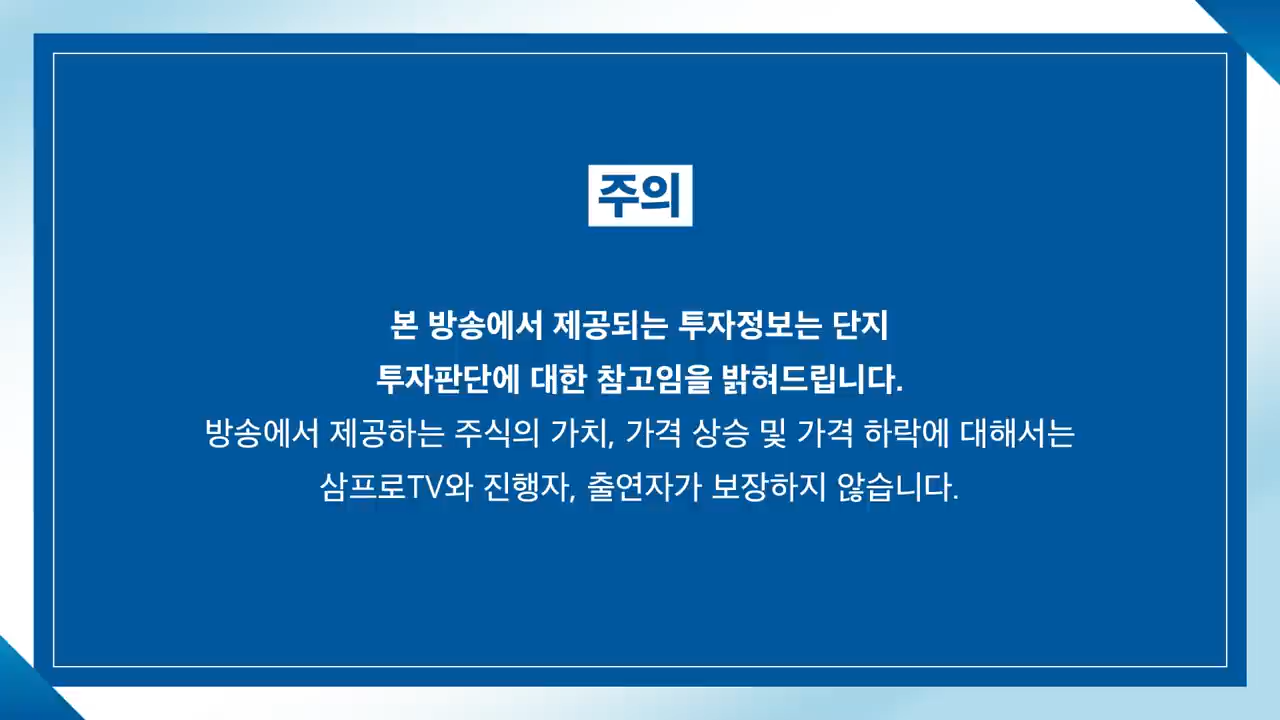 주의
본 방송에서 제공되는 투자정보는 단지
투자판단에 대한 참고임을 밝혀드립니다.
방송에서 제공하는 주식의 가치, 가격 상승 및 가격 하락에 대해서는
삼프로TV와 진행자, 출연자가 보장하지 않습니다.